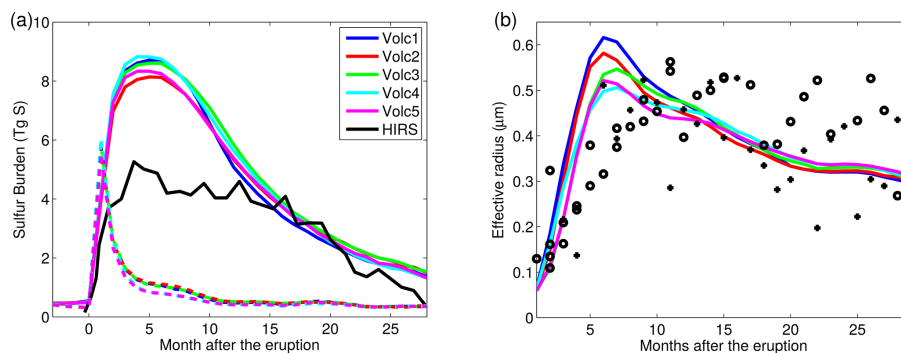 (a)
Sulfur Burden (Tg S)
10
8
6
4
2
0
0 5 10 15 20 25
Month after the eruption
Volc1
Volc2
Volc3
Volc4
Volc5
HIRS
(b)
Effective radius (μm)
0.6
0.5
0.4
0.3
0.2
0.1
0
5 10 15 20 25
Months after the eruption